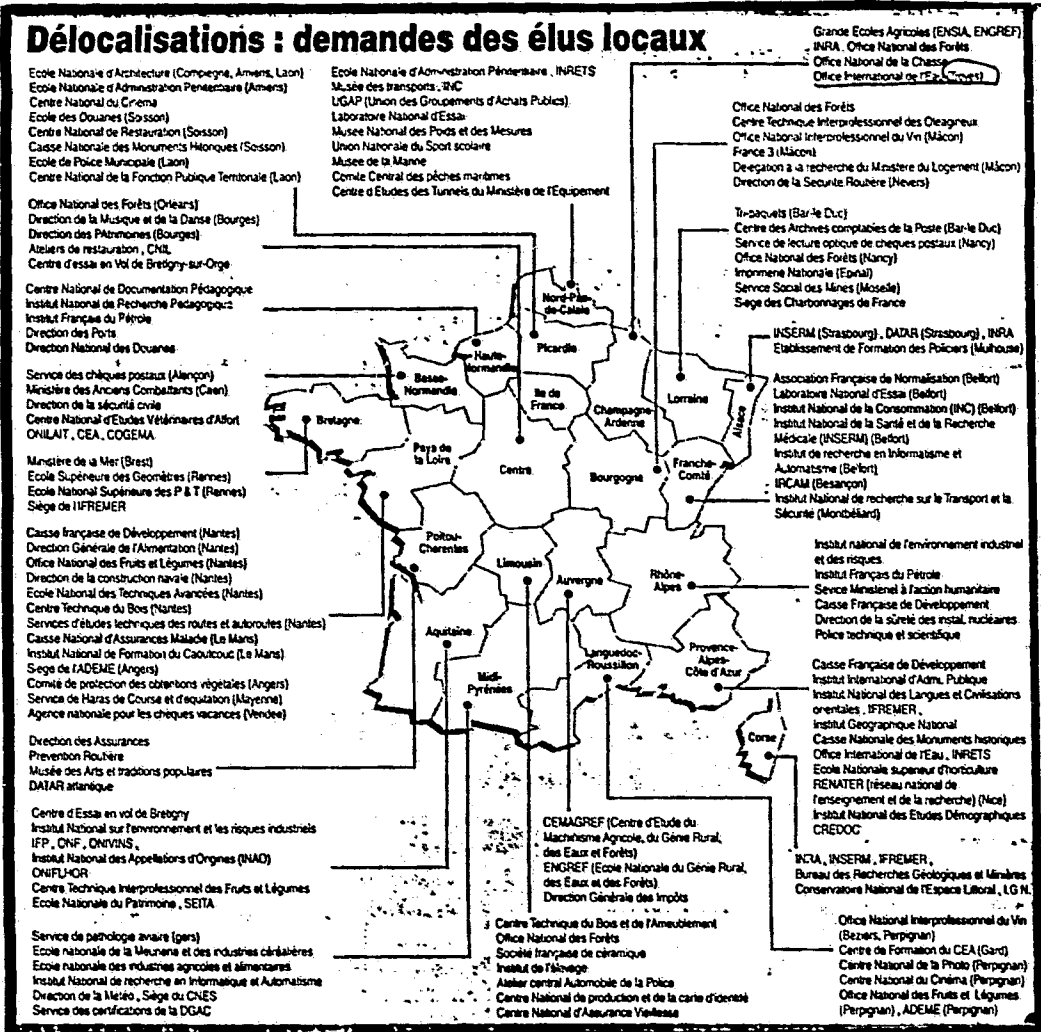 Délocalisations : demandes des élus locaux
Ecole Nationale d'Architecture (Compiegne, Amiens, Laon)
Ecole Nationale d'Administration Penitentiaire (Amiens)
Centre National du Cinema
Ecole des Douanes (Soisson)
Centre National de Restauration (Soisson)
Caisse Nationale des Monuments Historiques (Soisson)
Ecole de Police Municipale (Laon)
Centre National de la Fonction Publique Territoriale (Laon)
Office National des Forêts (Orléans)
Direction de la Musique et de la Danse (Bourges)
Direction des Patrimoines (Bourges)
Ateliers de restauration , CNIL
Centre d'essai en Vol de Bretigny-sur-Orge
Centre National de Documentation Pédagogique
Institut National de Recherche Pedagogique
Institut Français du Pétrole
Direction des Ports
Direction National des Douanes
Service des chèques postaux (Alençon)
Ministère des Anciens Combattants (Caen)
Direction de la sécurité civile
Centre National d'Etudes Vétérinaires d'Alfort
ONILAIT , CEA , COGEMA
Ministère de la Mer (Brest)
Ecole Supérieure des Geomètres (Rennes)
Ecole National Supérieure des P & T (Rennes)
Siège de l'IFREMER
Caisse française de Développement (Nantes)
Direction Générale de l'Alimentation (Nantes)
Office National des Fruits et Légumes (Nantes)
Direction de la construction navale (Nantes)
Ecole National des Techniques Avancées (Nantes)
Centre Technique du Bois (Nantes)
Services d'études techniques des routes et autoroutes (Nantes)
Caisse National d'Assurances Maladie (Le Mans)
Institut National de Formation du Caoutcouc (Le Mans)
Siege de l'ADEME (Angers)
Comité de protection des obtentions végétales (Angers)
Service de Haras de Course et d'equitation (Mayenne)
Agence nationale pour les chèques vacances (Vendée)
Direction des Assurances
Prevention Routière
Musée des Arts et traditions populaires
DATAR atlantique
Centre d'Essai en vol de Bretigny
Institut National sur l'environnement et les risques industriels
IFP , ONF , ONIVINS ,
Institut National des Appellations d'Origines (INAO)
ONIFLHOR
Centre Technique Interprofessionnel des Fruits et Légumes
Ecole Nationale du Patrimoine , SEITA
Service de pathologie aviaire (gers)
Ecole nationale de la Meunerie et des industries céréalières
Ecole nationale des industries agricoles et alimentaires
Institut National de recherche en Informatique et Automatisme
Direction de la Météo , Siège du CNES
Service des certifications de la DGAC
Ecole Nationale d'Administration Pénitentiaire , INRETS
Musée des transports , INC
UGAP (Union des Groupements d'Achats Publics)
Laboratoire National d'Essai
Musee National des Poids et des Mesures
Union Nationale du Sport scolaire
Musee de la Marine
Comite Central des pêches maritimes
Centre d'Etudes des Tunnels du Ministère de l'Equipement
Grande Ecoles Agricoles (ENSIA, ENGREF)
INRA , Office National des Forêts
Office National de la Chasse
Office International de l'Eau (Troyes)
Office National des Forêts
Centre Technique Interprofessionnel des Oleagineux
Office National Interprofessionnel du Vin (Mâcon)
France 3 (Mâcon)
Delegation a la recherche du Ministere du Logement (Mâcon)
Direction de la Securite Routière (Nevers)
Tri-paquets (Bar-le Duc)
Centre des Archives comptables de la Poste (Bar-le Duc)
Service de lecture optique de cheques postaux (Nancy)
Office National des Forêts (Nancy)
Imprimerie Nationale (Epinal)
Service Social des Mines (Moselle)
Siege des Charbonnages de France
INSERM (Strasbourg) , DATAR (Strasbourg) , INRA
Etablissement de Formation des Policiers (Mulhouse)
Association Française de Normalisation (Belfort)
Laboratoire National d'Essai (Belfort)
Institut National de la Consommation (INC) (Belfort)
Institut National de la Santé et de la Recherche
Médicale (INSERM) (Belfort)
Institut de recherche en Informatisme et
Automatisme (Belfort)
IRCAM (Besançon)
Institut National de recherche sur le Transport et la
Sécurité (Montbéliard)
Institut national de l'environnement industriel
et des risques
Institut Français du Pétrole
Sevice Ministeriel à l'action humanitaire
Caisse Française de Développement
Direction de la sûreté des instal. nucléaires
Police technique et scientifique
Caisse Française de Développement
Institut International d'Adm. Publique
Institut National des Langues et Civilisations
orientales , IFREMER ,
Institut Geographique National
Caisse Nationale des Monuments historiques
Office International de l'Eau , INRETS
Ecole Nationale superieur d'horticulture
RENATER (réseau national de
l'enseignement et de la recherche) (Nice)
Institut National des Etudes Démographiques
CREDOC
INRA , INSERM , IFREMER ,
Bureau des Recherches Géologiques et Minières
Conservatoire National de l'Espace Littoral , I.G.N.
Office National Interprofessionnel du Vin
(Beziers, Perpignan)
Centre de Formation du CEA (Gard)
Centre National de la Photo (Perpignan)
Centre National du Cinéma (Perpignan)
Office National des Fruits et Légumes
(Perpignan) , ADEME (Perpignan)
CEMAGREF (Centre d'Etude du
Machinisme Agricole, du Génie Rural,
des Eaux et Forêts)
ENGREF (Ecole Nationale du Génie Rural,
des Eaux et des Forêts)
Direction Générale des Impôts
Centre Technique du Bois et de l'Ameublement
Office National des Forêts
Société française de céramique
Institut de l'élevage
Atelier central Automobile de la Police
Centre National de production et de la carte d'identité
Centre National d'Assurance Vieillesse
Nord-Pas-
de-Calais
Picardie
Haute-
Normandie
Basse-
Normandie
Ile de
France
Champagne-
Ardenne
Lorraine
Alsace
Bretagne
Pays de
la Loire
Centre
Bourgogne
Franche-
Comté
Poitou-
Charentes
Limousin
Auvergne
Rhône-
Alpes
Aquitaine
Midi-
Pyrénées
Languedoc-
Roussillon
Provence-
Alpes-
Côte d'Azur
Corse